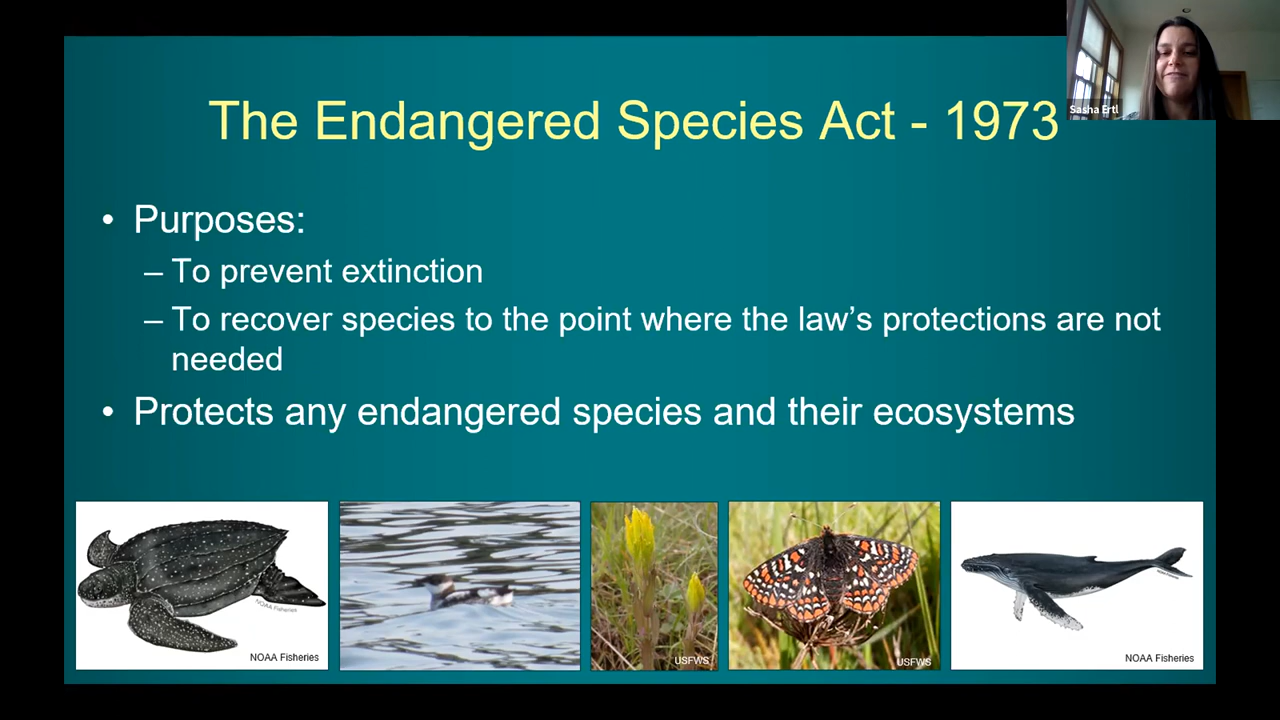 Sasha Ertl
The Endangered Species Act - 1973
• Purposes:
– To prevent extinction
– To recover species to the point where the law’s protections are not
needed
• Protects any endangered species and their ecosystems
NOAA Fisheries
NOAA Fisheries
USFWS
USFWS
NOAA Fisheries